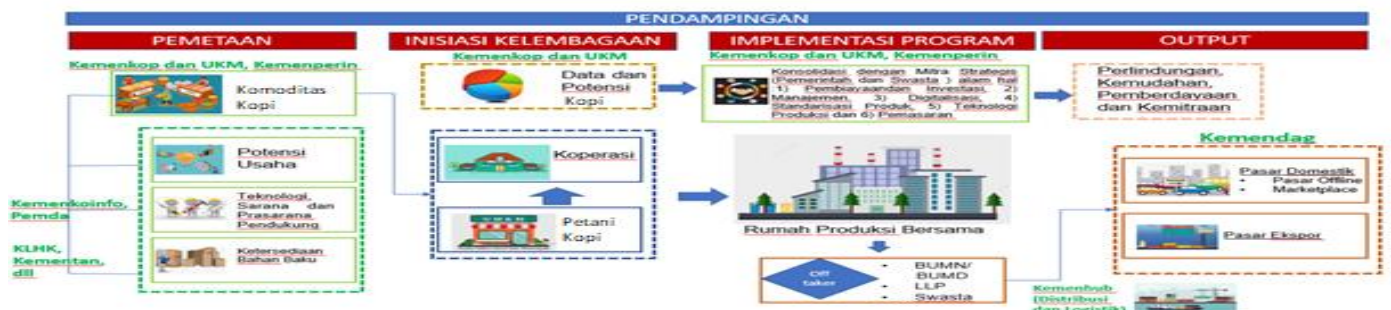 PENDAMPINGAN
PEMETAAN
INISIASI KELEMBAGAAN
IMPLEMENTASI PROGRAM
OUTPUT
Kemenkop dan UKM, Kemenperin
Komoditas
Kopi
Potensi
Usaha
Teknologi,
Sarana dan
Prasarana
Pendukung
Ketersediaan
Bahan Baku
Kemenkoinfo,
Pemda
KLHK,
Kementan,
dll
Kemenkop dan UKM
Data dan
Potensi
Kopi
Koperasi
UMKM
Petani
Kopi
Kemenkop dan UKM, Kemenperin
Konsolidasi dengan Mitra Strategis
(Pemerintah dan Swasta ) dalam hal
1) Pembiayaandan Investasi, 2)
Manajemen, 3) Digitalisasi, 4)
Standarisasi Produk, 5) Teknologi
Produksi dan 6) Pemasaran.
Rumah Produksi Bersama
Off
taker
• BUMN/
BUMD
• LLP
• Swasta
Perlindungan,
Kemudahan,
Pemberdayaan
dan Kemitraan
Kemendag
Pasar Domestik
• Pasar Offline
• Marketplace
Pasar Ekspor
Kemenhub
(Distribusi
dan Logistik)